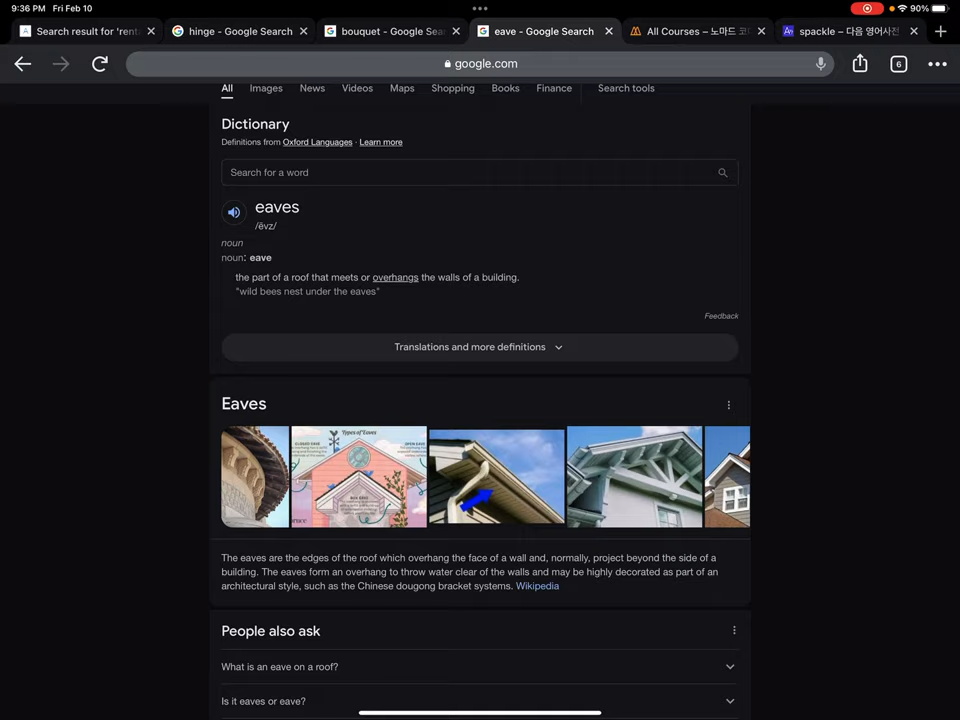 9:36 PM Fri Feb 10
90%
Search result for 'rent
hinge - Google Search
bouquet - Google Sear
eave - Google Search
All Courses – 노마드 코
spackle – 다음 영어사전
google.com
6
All
Images
News
Videos
Maps
Shopping
Books
Finance
Search tools
Dictionary
Definitions from Oxford Languages · Learn more
Search for a word
eaves
/ēvz/
noun
noun: eave
the part of a roof that meets or overhangs the walls of a building.
"wild bees nest under the eaves"
Feedback
Translations and more definitions
Eaves
Types of Eaves
The eaves are the edges of the roof which overhang the face of a wall and, normally, project beyond the side of a
building. The eaves form an overhang to throw water clear of the walls and may be highly decorated as part of an
architectural style, such as the Chinese dougong bracket systems. Wikipedia
People also ask
What is an eave on a roof?
Is it eaves or eave?